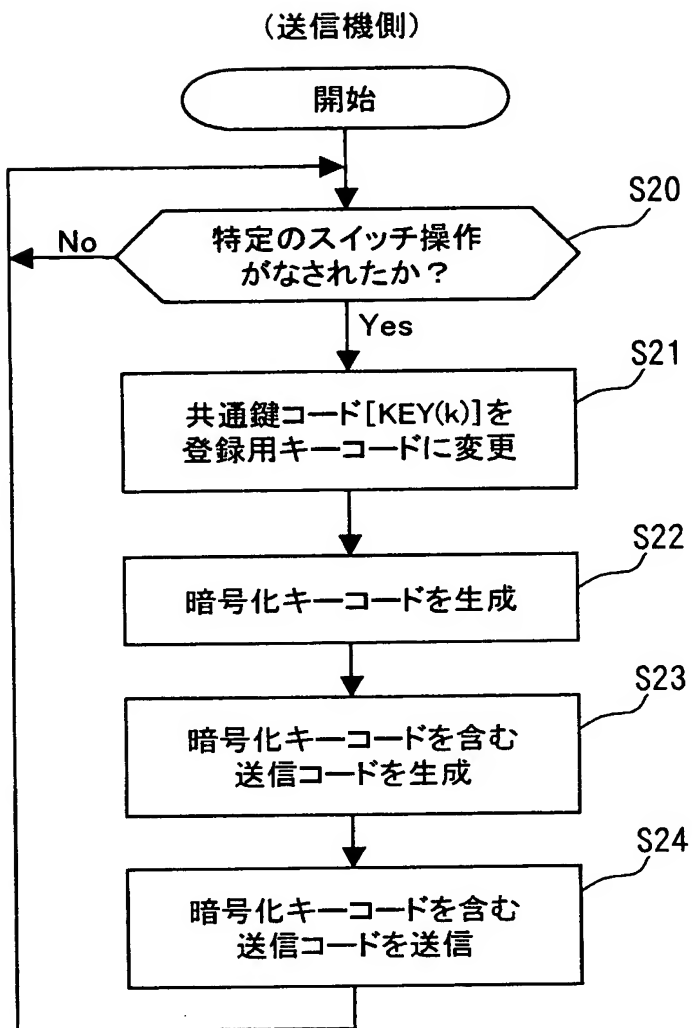 (送信機側)
開始
S20
特定のスイッチ操作
がなされたか?
No
Yes
S21
共通鍵コード[KEY(k)]を
登録用キーコードに変更
S22
暗号化キーコードを生成
S23
暗号化キーコードを含む
送信コードを生成
S24
暗号化キーコードを含む
送信コードを送信